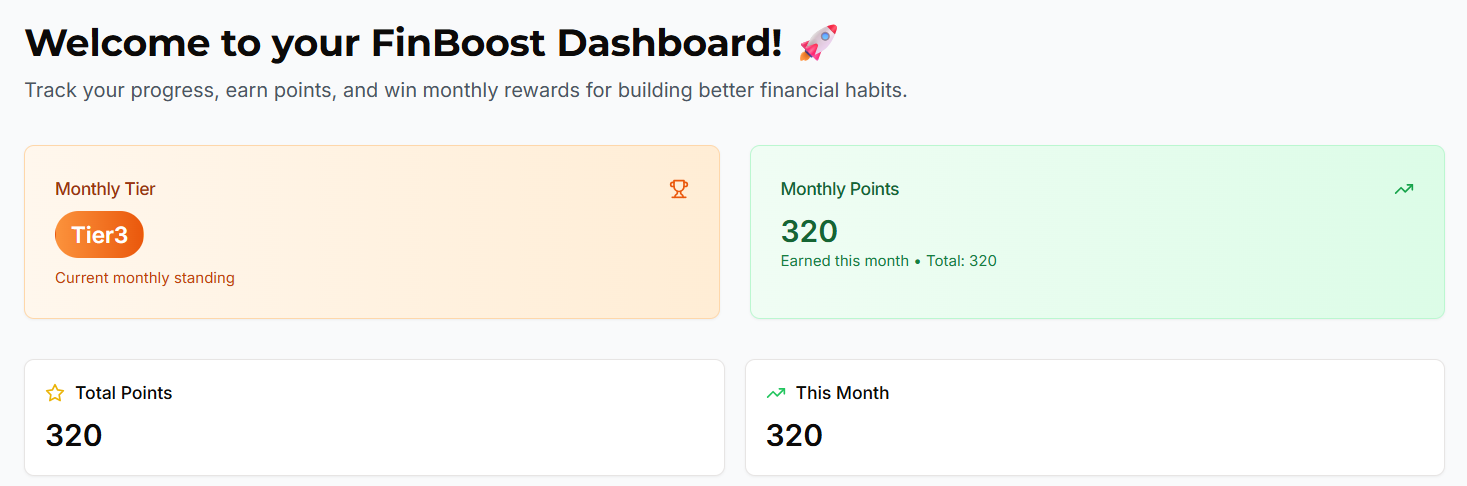 Welcome to your FinBoost Dashboard! 🚀
Track your progress, earn points, and win monthly rewards for building better financial habits.
Monthly Tier
Tier3
Current monthly standing
Monthly Points
320
Earned this month • Total: 320
Total Points
320
This Month
320